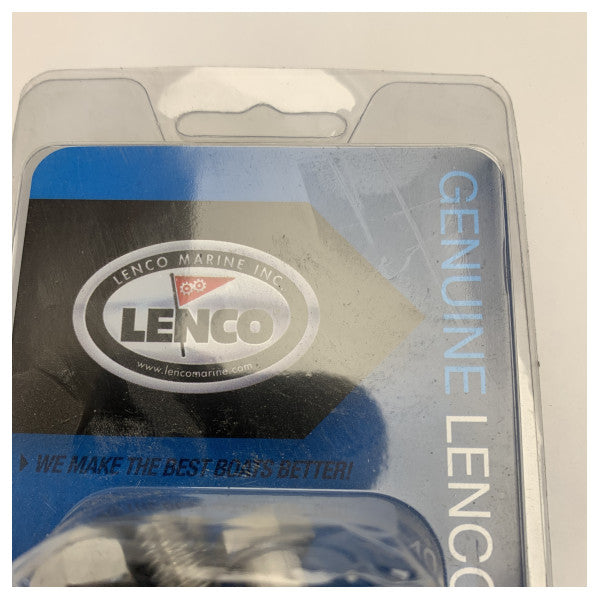 LENCO MARINE INC.
LENCO
www.lencomarine.com
WE MAKE THE BEST BOATS BETTER!
GENUINE LENCO